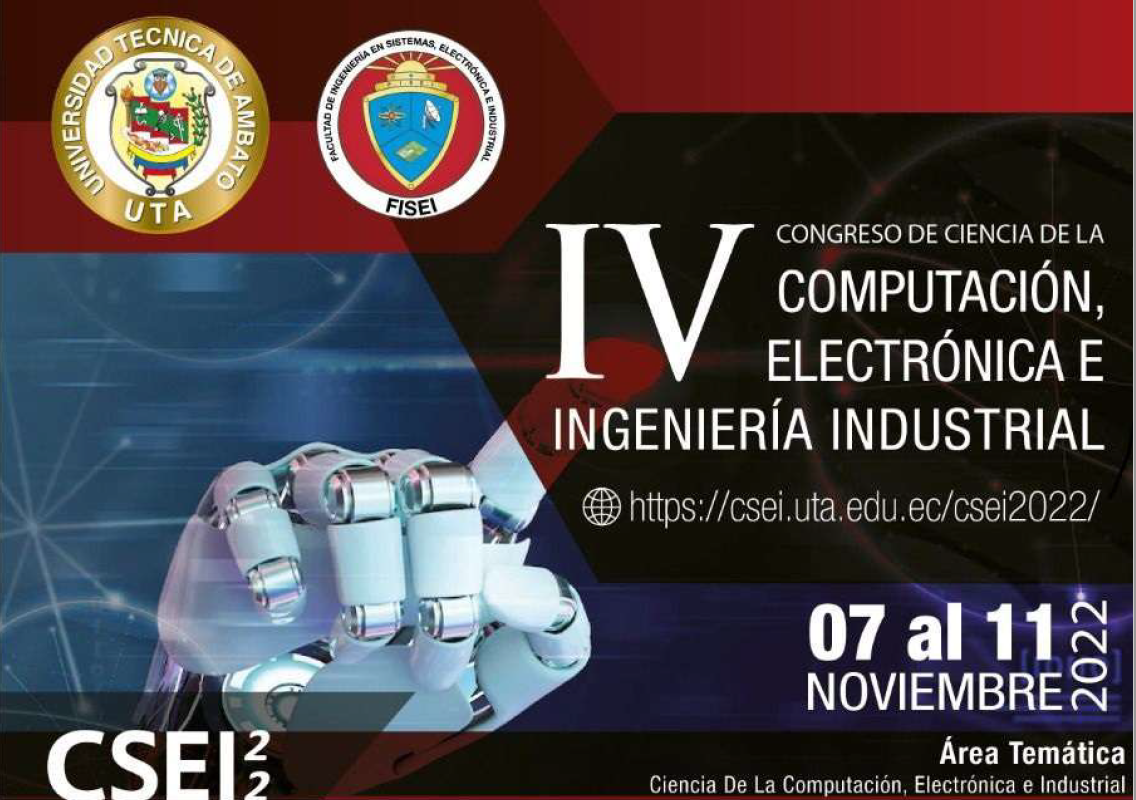 UNIVERSIDAD TECNICA DE AMBATO
UTA
FACULTAD DE INGENIERÍA EN SISTEMAS, ELECTRÓNICA E INDUSTRIAL
FISEI
IV
CONGRESO DE CIENCIA DE LA
COMPUTACIÓN,
ELECTRÓNICA E
INGENIERÍA INDUSTRIAL
https://csei.uta.edu.ec/csei2022/
07 al 11
NOVIEMBRE
2022
CSEI 22
Área Temática
Ciencia De La Computación, Electrónica e Industrial